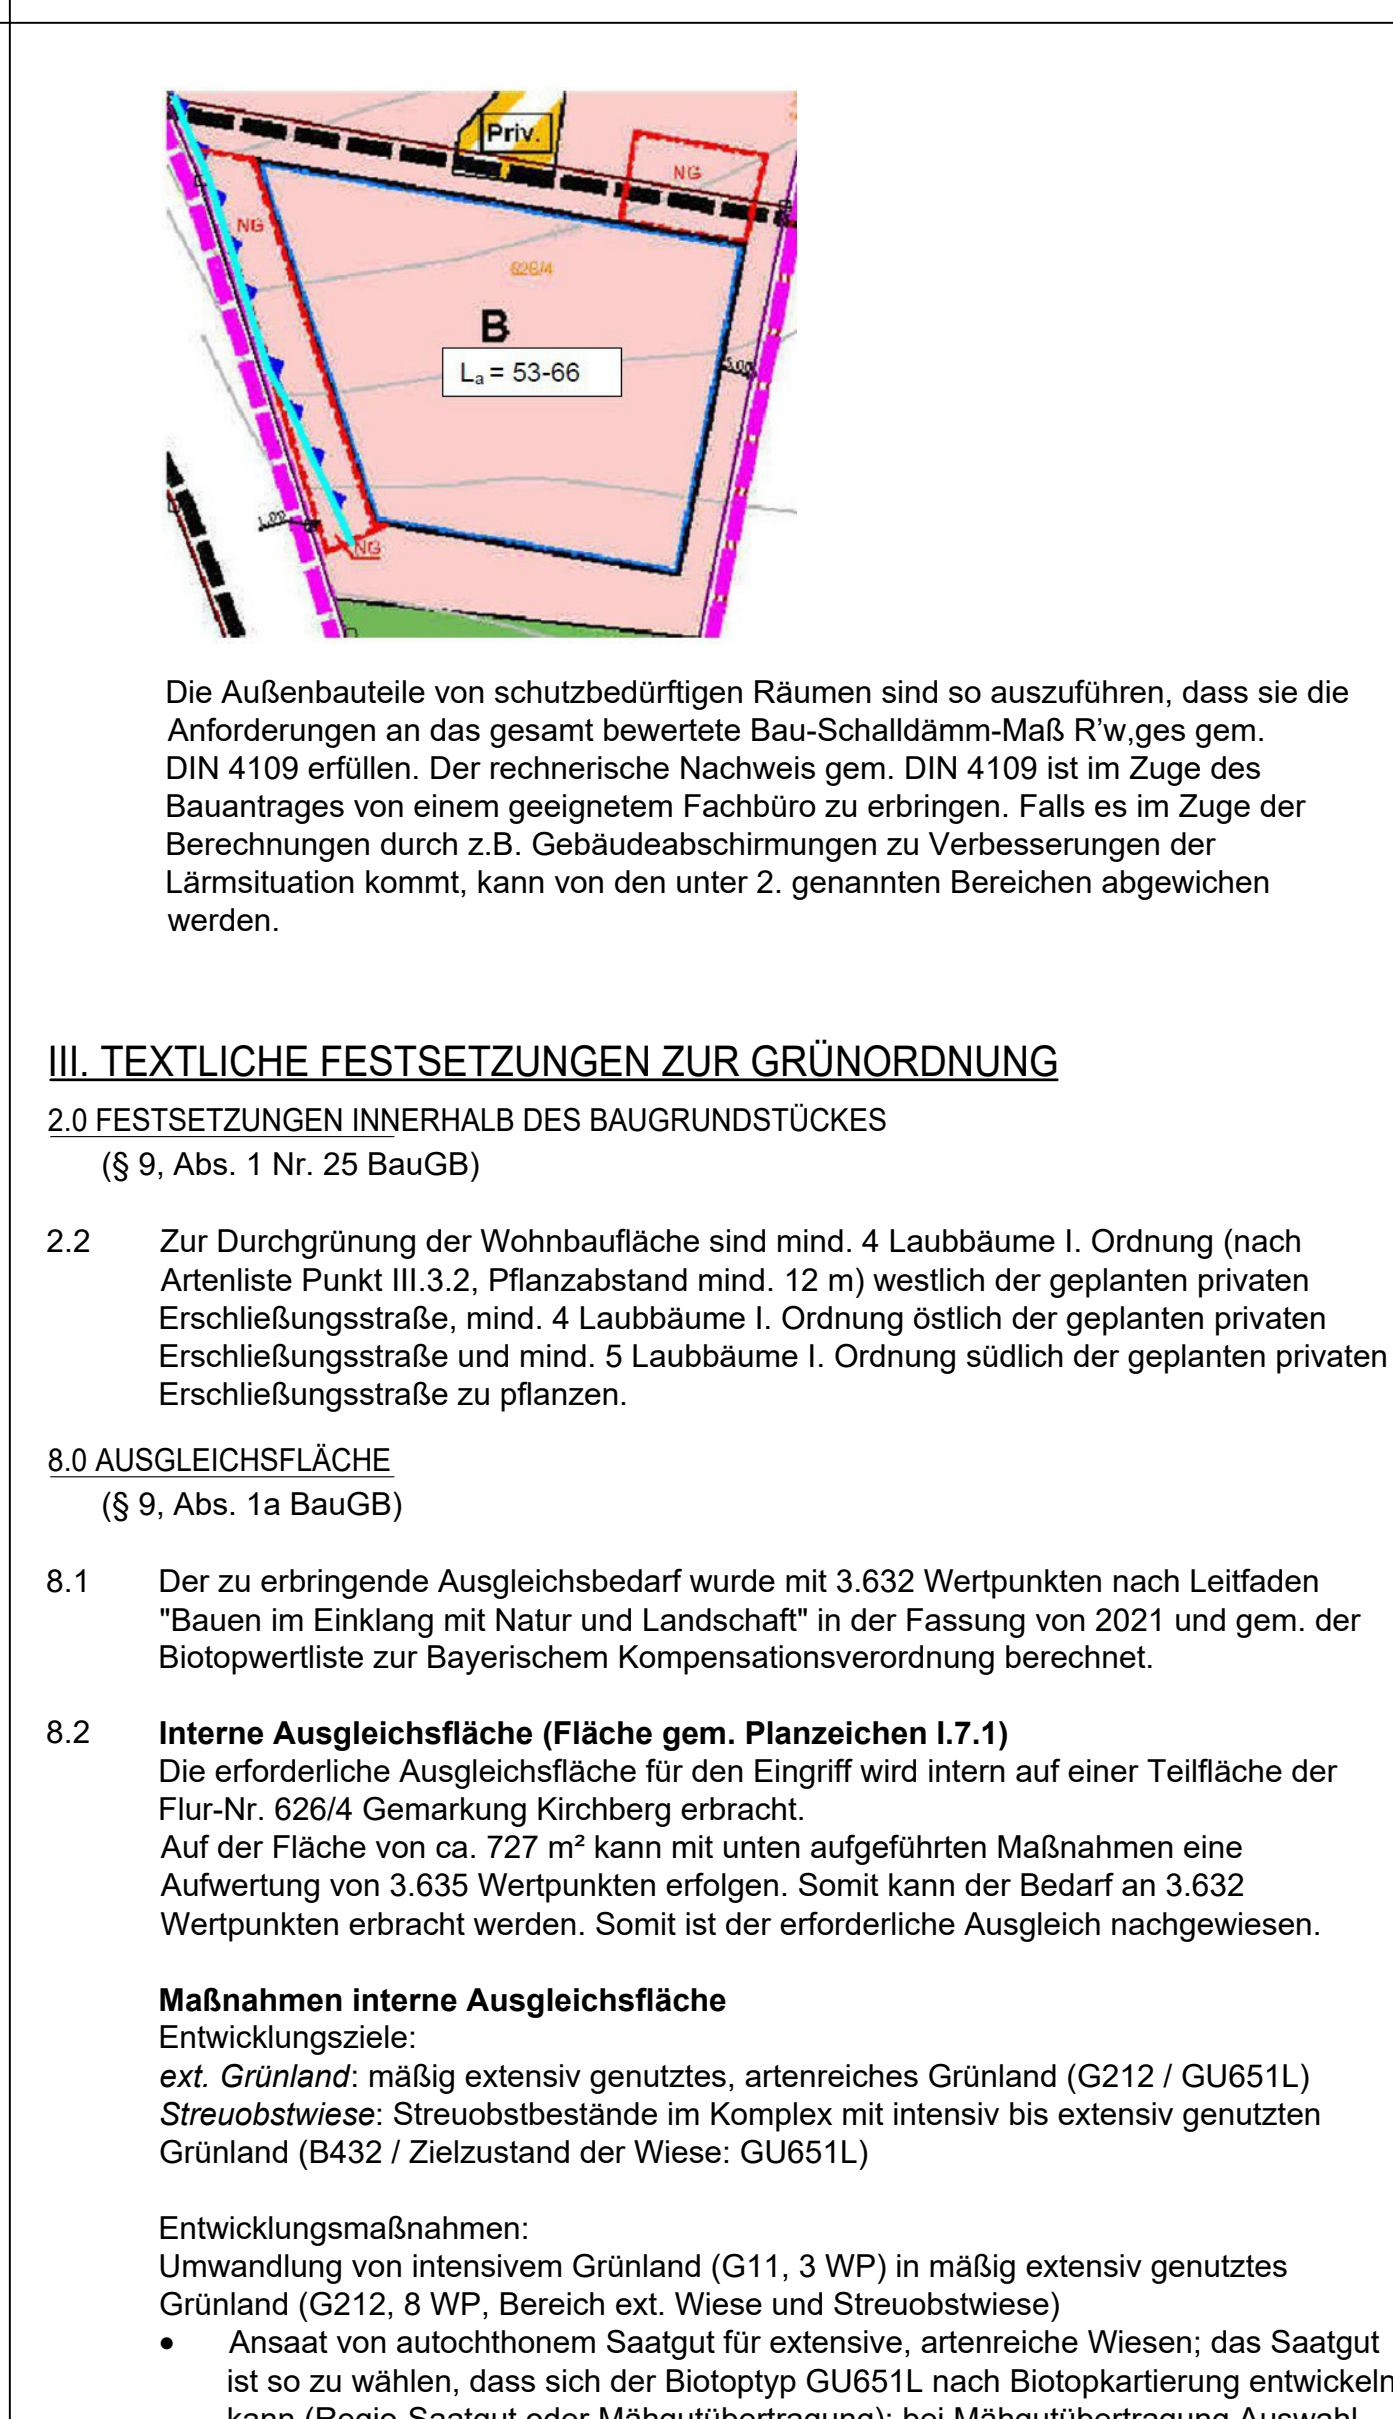 Priv.
NG
NG
626/4
B
La = 53-66
5,00
1,00
NG
Die Außenbauteile von schutzbedürftigen Räumen sind so auszuführen, dass sie die
Anforderungen an das gesamt bewertete Bau-Schalldämm-Maß R’w,ges gem.
DIN 4109 erfüllen. Der rechnerische Nachweis gem. DIN 4109 ist im Zuge des
Bauantrages von einem geeignetem Fachbüro zu erbringen. Falls es im Zuge der
Berechnungen durch z.B. Gebäudeabschirmungen zu Verbesserungen der
Lärmsituation kommt, kann von den unter 2. genannten Bereichen abgewichen
werden.
III. TEXTLICHE FESTSETZUNGEN ZUR GRÜNORDNUNG
2.0 FESTSETZUNGEN INNERHALB DES BAUGRUNDSTÜCKES
(§ 9, Abs. 1 Nr. 25 BauGB)
2.2 Zur Durchgrünung der Wohnbaufläche sind mind. 4 Laubbäume I. Ordnung (nach
Artenliste Punkt III.3.2, Pflanzabstand mind. 12 m) westlich der geplanten privaten
Erschließungsstraße, mind. 4 Laubbäume I. Ordnung östlich der geplanten privaten
Erschließungsstraße und mind. 5 Laubbäume I. Ordnung südlich der geplanten privaten
Erschließungsstraße zu pflanzen.
8.0 AUSGLEICHSFLÄCHE
(§ 9, Abs. 1a BauGB)
8.1 Der zu erbringende Ausgleichsbedarf wurde mit 3.632 Wertpunkten nach Leitfaden
"Bauen im Einklang mit Natur und Landschaft" in der Fassung von 2021 und gem. der
Biotopwertliste zur Bayerischem Kompensationsverordnung berechnet.
8.2 Interne Ausgleichsfläche (Fläche gem. Planzeichen I.7.1)
Die erforderliche Ausgleichsfläche für den Eingriff wird intern auf einer Teilfläche der
Flur-Nr. 626/4 Gemarkung Kirchberg erbracht.
Auf der Fläche von ca. 727 m² kann mit unten aufgeführten Maßnahmen eine
Aufwertung von 3.635 Wertpunkten erfolgen. Somit kann der Bedarf an 3.632
Wertpunkten erbracht werden. Somit ist der erforderliche Ausgleich nachgewiesen.
Maßnahmen interne Ausgleichsfläche
Entwicklungsziele:
ext. Grünland: mäßig extensiv genutztes, artenreiches Grünland (G212 / GU651L)
Streuobstwiese: Streuobstbestände im Komplex mit intensiv bis extensiv genutzten
Grünland (B432 / Zielzustand der Wiese: GU651L)
Entwicklungsmaßnahmen:
Umwandlung von intensivem Grünland (G11, 3 WP) in mäßig extensiv genutztes
Grünland (G212, 8 WP, Bereich ext. Wiese und Streuobstwiese)
• Ansaat von autochthonem Saatgut für extensive, artenreiche Wiesen; das Saatgut
ist so zu wählen, dass sich der Biotoptyp GU651L nach Biotopkartierung entwickeln
kann (Regio-Saatgut oder Mähgutübertragung); bei Mähgutübertragung Auswahl